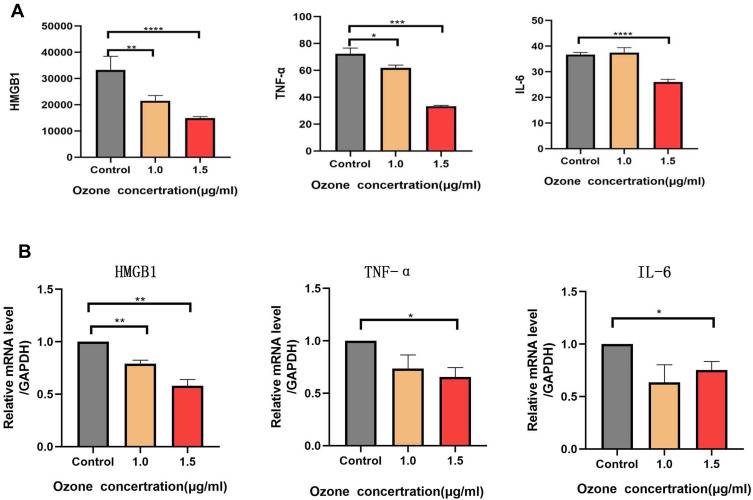 A
HMGB1
50000
40000
30000
20000
10000
0
****
**
Control 1.0 1.5
Ozone concertration(μg/ml)
TNF-α
100
80
60
40
20
0
***
*
Control 1.0 1.5
Ozone concertration(μg/ml)
IL-6
60
40
20
0
****
Control 1.0 1.5
Ozone concertration(μg/ml)
B
HMGB1
Relative mRNA level
/GAPDH)
1.5
1.0
0.5
0.0
**
**
Control 1.0 1.5
Ozone concertration(μg/ml)
TNF-α
Relative mRNA level
/GAPDH)
1.5
1.0
0.5
0.0
*
Control 1.0 1.5
Ozone concertration(μg/ml)
IL-6
Relative mRNA level
/GAPDH)
1.5
1.0
0.5
0.0
*
Control 1.0 1.5
Ozone concertration(μg/ml)